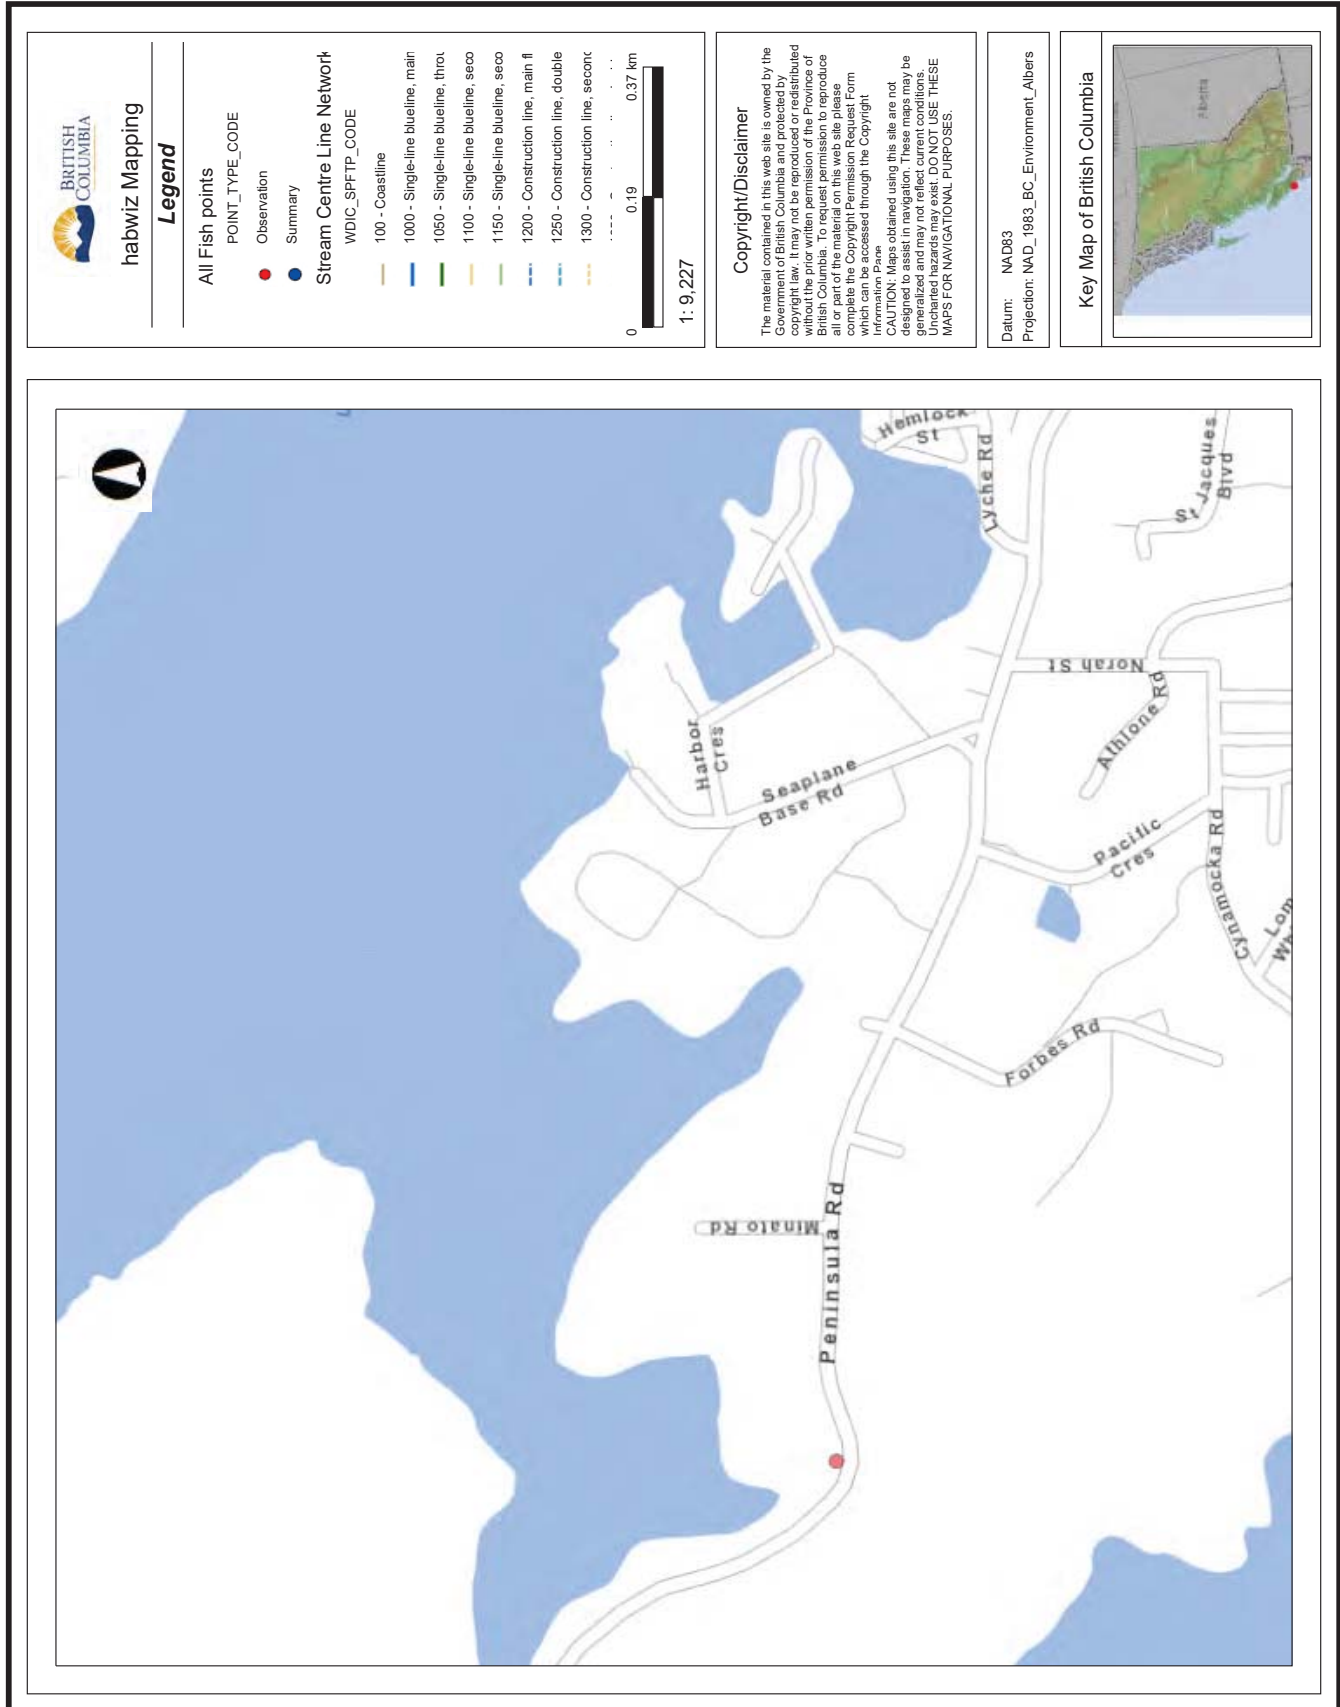 BRITISH
COLUMBIA
habwiz Mapping
Legend
All Fish points
POINT_TYPE_CODE
Observation
Summary
Stream Centre Line Network
WDIC_SPFTP_CODE
100 - Coastline
1000 - Single-line blueline, main
1050 - Single-line blueline, throu
1100 - Single-line blueline, seco
1150 - Single-line blueline, seco
1200 - Construction line, main fl
1250 - Construction line, double
1300 - Construction line, second
0
0.19
0.37 km
1: 9,227
Copyright/Disclaimer
The material contained in this web site is owned by the
Government of British Columbia and protected by
copyright law. It may not be reproduced or redistributed
without the prior written permission of the Province of
British Columbia. To request permission to reproduce
all or part of the material on this web site please
complete the Copyright Permission Request Form
which can be accessed through the Copyright
Information Page
CAUTION: Maps obtained using this site are not
designed to assist in navigation. These maps may be
generalized and may not reflect current conditions.
Uncharted hazards may exist. DO NOT USE THESE
MAPS FOR NAVIGATIONAL PURPOSES.
Datum: NAD83
Projection: NAD_1983_BC_Environment_Albers
Key Map of British Columbia
Alberta
Harbor
Cres
Seaplane
Base Rd
Minato Rd
Peninsula Rd
Hemlock
St
Lyche Rd
Norah St
Athlone Rd
Pacific
Cres
Forbes Rd
St Jacques
Blvd
Cynamocka Rd
Lom